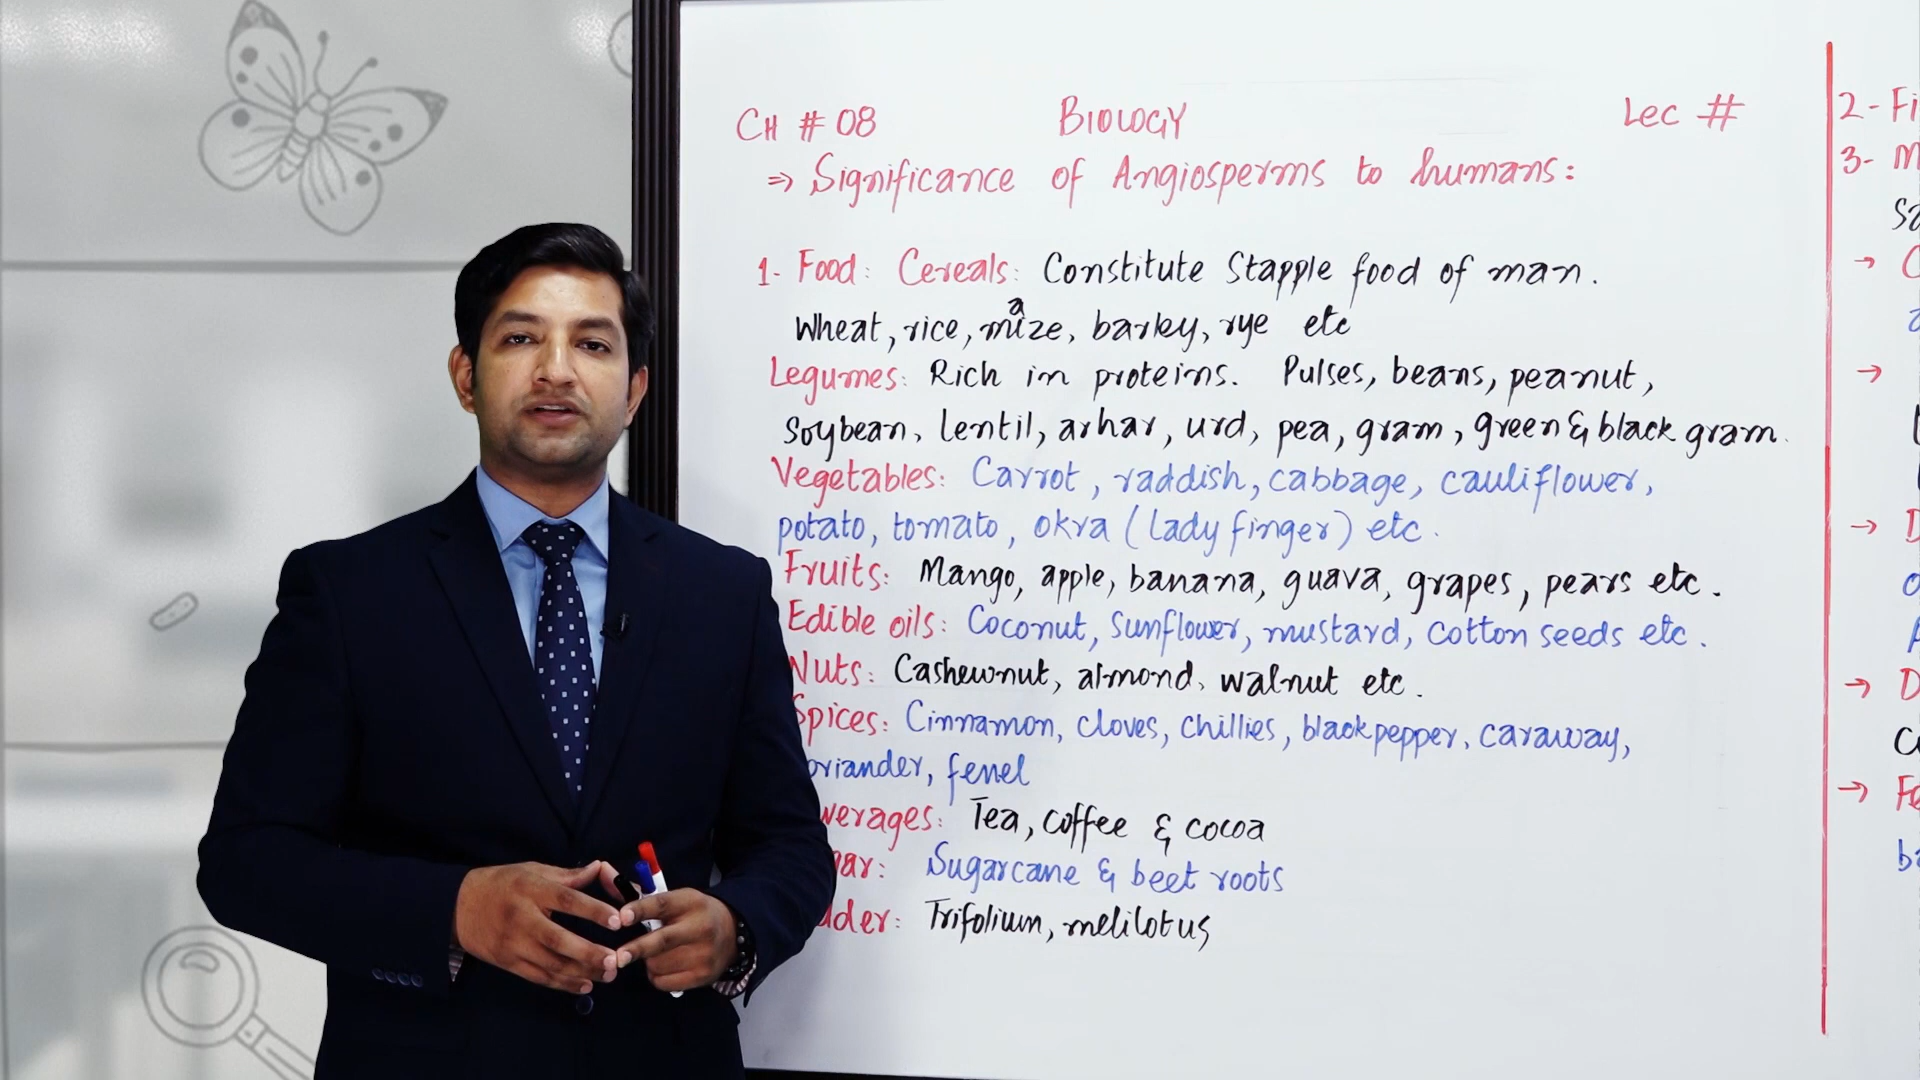 CH # 08 BIOLOGY Lec #
⇒ Significance of Angiosperms to humans:
1- Food: Cereals: Constitute Stapple food of man.
Wheat, rice, maize, barley, rye etc
Legumes: Rich in proteins. Pulses, beans, peanut,
Soybean, lentil, arhar, urd, pea, gram, green & black gram.
Vegetables: Carrot, raddish, cabbage, cauliflower,
potato, tomato, okra (lady finger) etc.
Fruits: Mango, apple, banana, guava, grapes, pears etc.
Edible oils: Coconut, Sunflower, mustard, cotton seeds etc.
Nuts: Cashewnut, almond, walnut etc.
Spices: Cinnamon, cloves, chillies, blackpepper, caraway,
oriander, fenel
verages: Tea, coffee & cocoa
gar: Sugarcane & beet roots
dder: Trifolium, melilotus
2- Fi
3- M